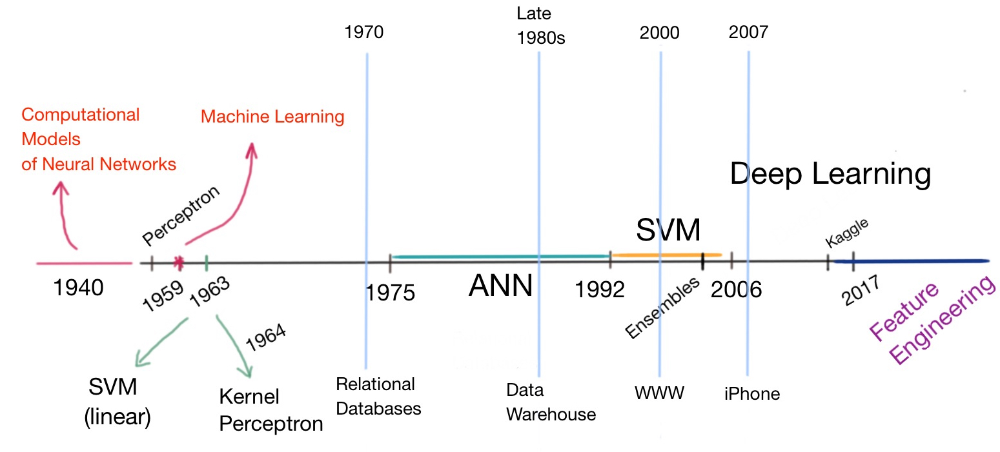 Late
1980s
1970
2000
2007
Computational
Models
of Neural Networks
Machine Learning
Perceptron
Deep Learning
SVM
Kaggle
1940
1959
1963
1975
ANN
1992
Ensembles
2006
2017
Feature
Engineering
1964
SVM
(linear)
Kernel
Perceptron
Relational
Databases
Data
Warehouse
WWW
iPhone